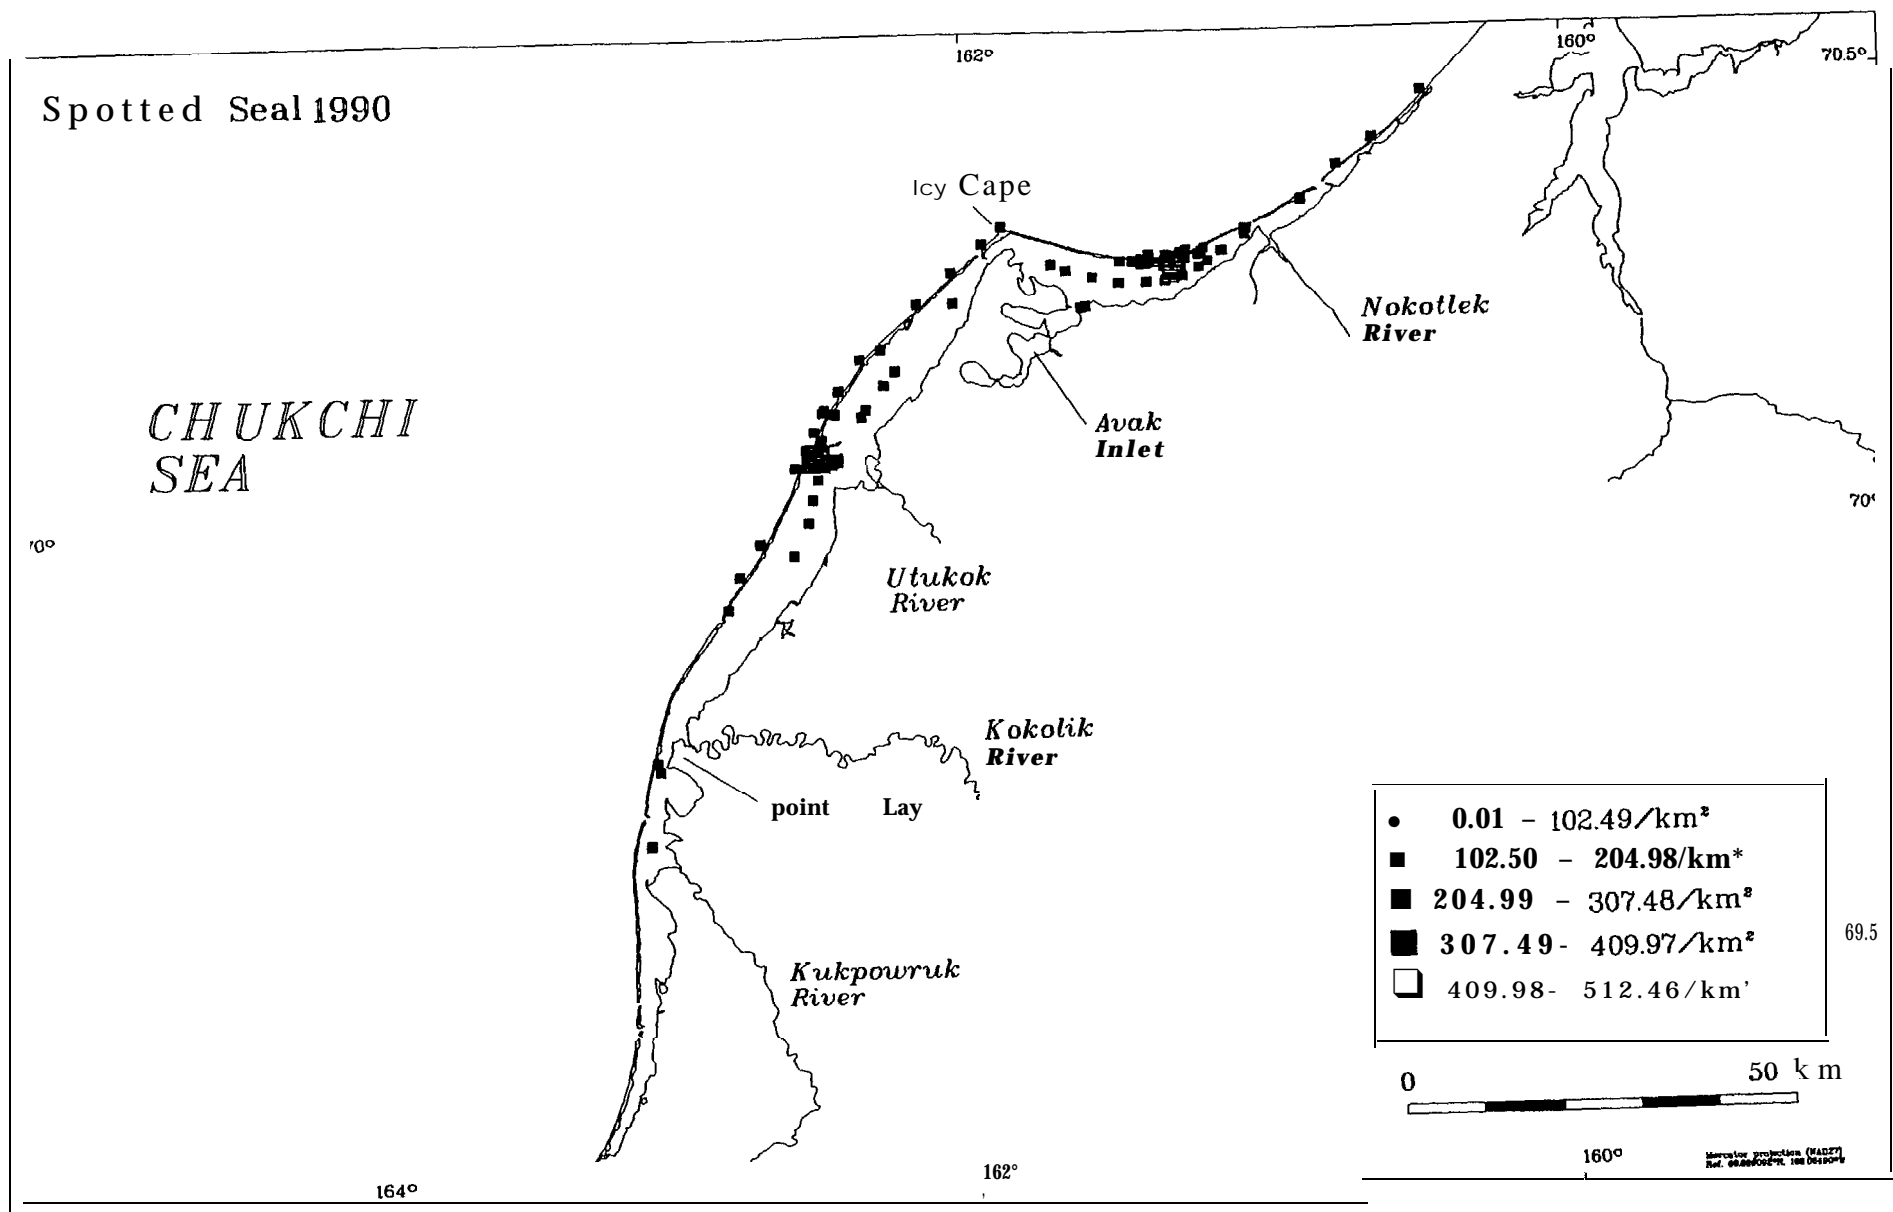 162°
160°
70.5°
Spotted Seal 1990
Icy Cape
Nokotlek
River
CHUKCHI
SEA
Avak
Inlet
70°
70°
Utukok
River
Kokolik
River
point Lay
0.01 - 102.49/km²
102.50 - 204.98/km*
204.99 - 307.48/km²
307.49- 409.97/km²
409.98- 512.46/km'
69.5
Kukpowruk
River
0 50 km
Mercator projection (NAD27)
160°
162°
164°